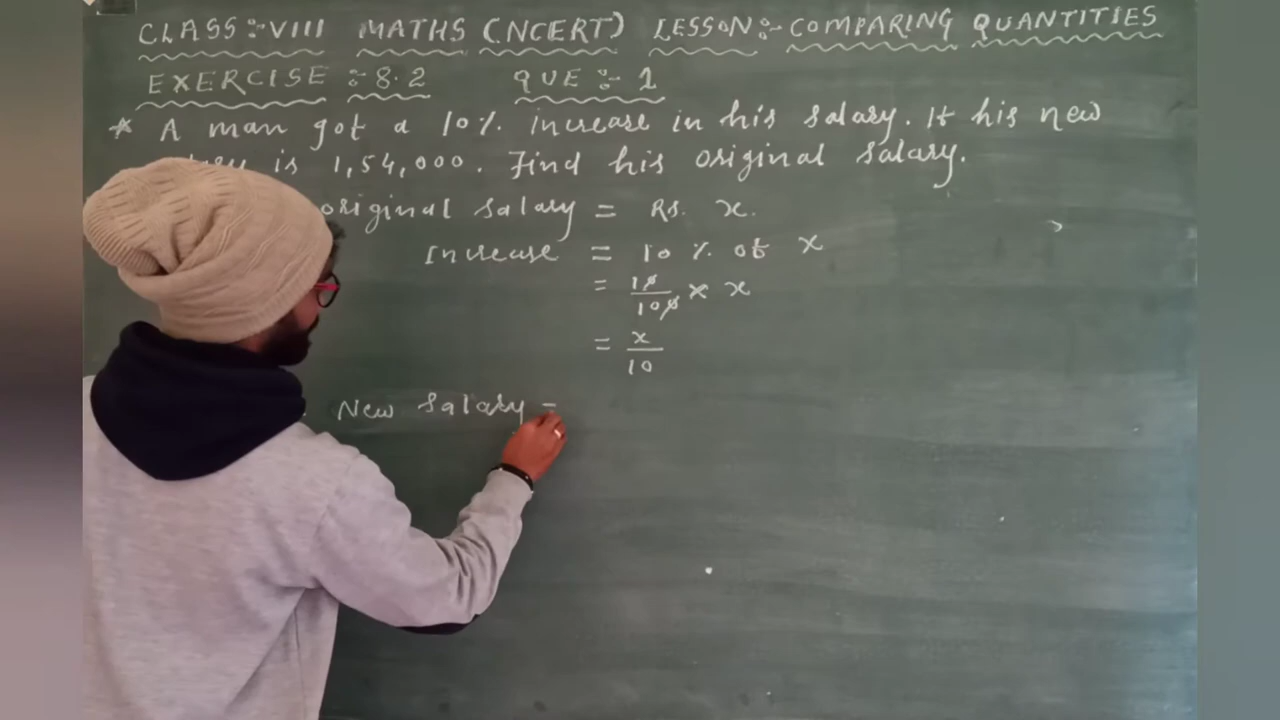 CLASS :- VIII MATHS (NCERT) LESSON :- COMPARING QUANTITIES
EXERCISE :- 8.2 QUE :- 1
* A man got a 10% increase in his salary. If his new
is 1,54,000. Find his original salary.
original salary = Rs. x.
Increase = 10 % of x
= 10/100 × x
= x/10
New Salary =